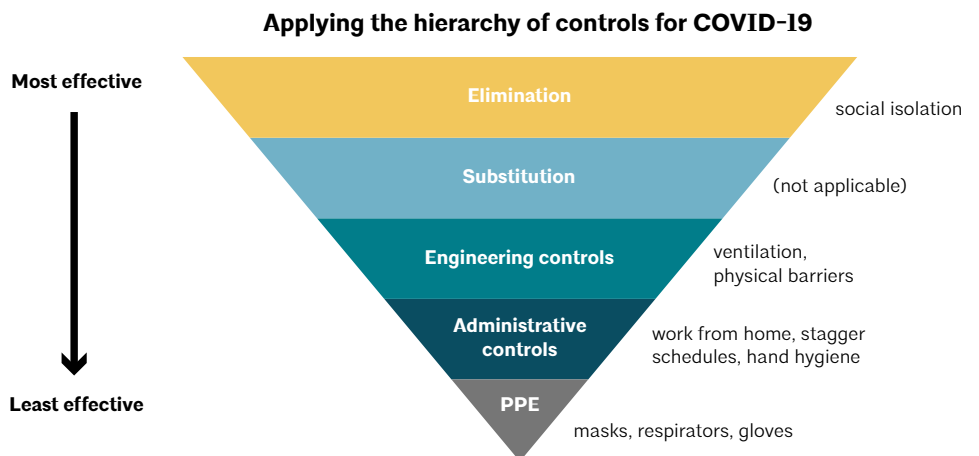 Applying the hierarchy of controls for COVID-19
Most effective
Elimination
social isolation
Substitution
(not applicable)
Engineering controls
ventilation,
physical barriers
Administrative
controls
work from home, stagger
schedules, hand hygiene
Least effective
PPE
masks, respirators, gloves